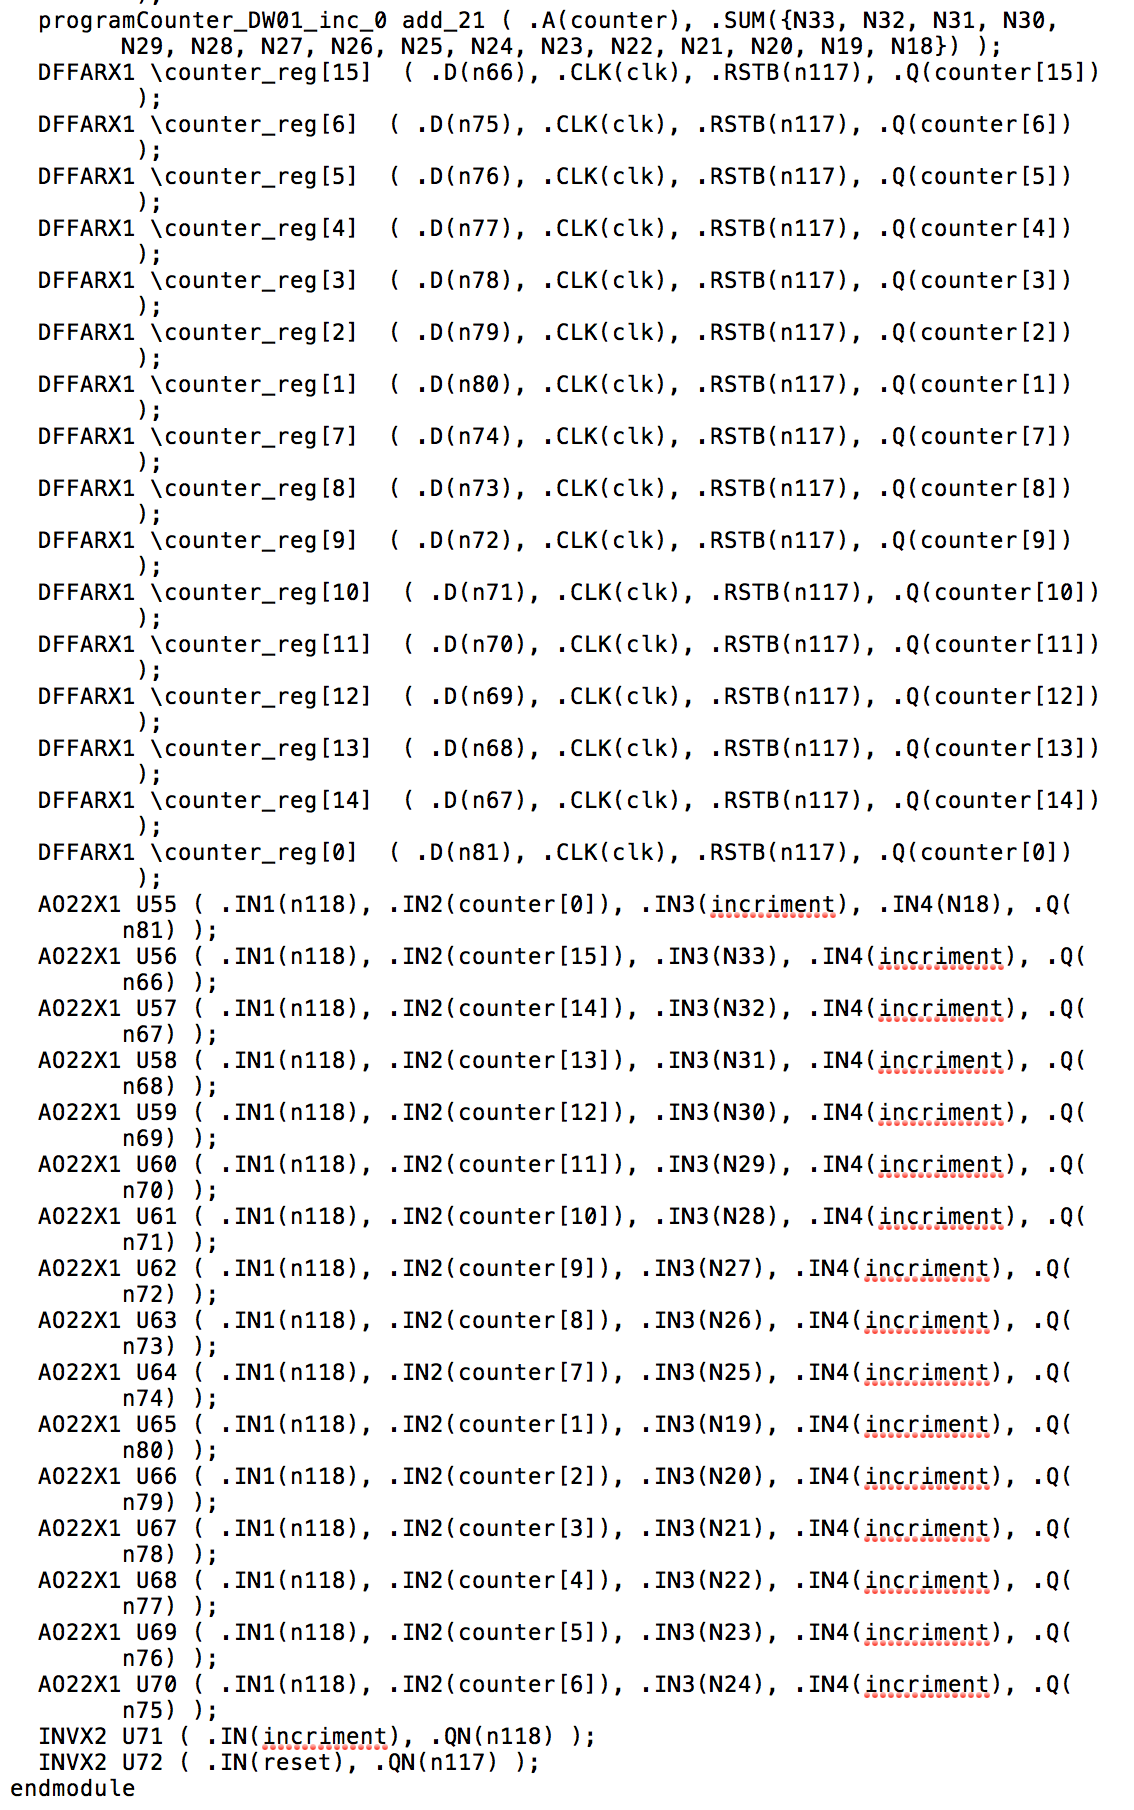 programCounter_DW01_inc_0 add_21 ( .A(counter), .SUM({N33, N32, N31, N30,
N29, N28, N27, N26, N25, N24, N23, N22, N21, N20, N19, N18}) );
DFFARX1 \counter_reg[15]  ( .D(n66), .CLK(clk), .RSTB(n117), .Q(counter[15])
);
DFFARX1 \counter_reg[6]  ( .D(n75), .CLK(clk), .RSTB(n117), .Q(counter[6])
);
DFFARX1 \counter_reg[5]  ( .D(n76), .CLK(clk), .RSTB(n117), .Q(counter[5])
);
DFFARX1 \counter_reg[4]  ( .D(n77), .CLK(clk), .RSTB(n117), .Q(counter[4])
);
DFFARX1 \counter_reg[3]  ( .D(n78), .CLK(clk), .RSTB(n117), .Q(counter[3])
);
DFFARX1 \counter_reg[2]  ( .D(n79), .CLK(clk), .RSTB(n117), .Q(counter[2])
);
DFFARX1 \counter_reg[1]  ( .D(n80), .CLK(clk), .RSTB(n117), .Q(counter[1])
);
DFFARX1 \counter_reg[7]  ( .D(n74), .CLK(clk), .RSTB(n117), .Q(counter[7])
);
DFFARX1 \counter_reg[8]  ( .D(n73), .CLK(clk), .RSTB(n117), .Q(counter[8])
);
DFFARX1 \counter_reg[9]  ( .D(n72), .CLK(clk), .RSTB(n117), .Q(counter[9])
);
DFFARX1 \counter_reg[10]  ( .D(n71), .CLK(clk), .RSTB(n117), .Q(counter[10])
);
DFFARX1 \counter_reg[11]  ( .D(n70), .CLK(clk), .RSTB(n117), .Q(counter[11])
);
DFFARX1 \counter_reg[12]  ( .D(n69), .CLK(clk), .RSTB(n117), .Q(counter[12])
);
DFFARX1 \counter_reg[13]  ( .D(n68), .CLK(clk), .RSTB(n117), .Q(counter[13])
);
DFFARX1 \counter_reg[14]  ( .D(n67), .CLK(clk), .RSTB(n117), .Q(counter[14])
);
DFFARX1 \counter_reg[0]  ( .D(n81), .CLK(clk), .RSTB(n117), .Q(counter[0])
);
AO22X1 U55 ( .IN1(n118), .IN2(counter[0]), .IN3(incriment), .IN4(N18), .Q(
n81) );
AO22X1 U56 ( .IN1(n118), .IN2(counter[15]), .IN3(N33), .IN4(incriment), .Q(
n66) );
AO22X1 U57 ( .IN1(n118), .IN2(counter[14]), .IN3(N32), .IN4(incriment), .Q(
n67) );
AO22X1 U58 ( .IN1(n118), .IN2(counter[13]), .IN3(N31), .IN4(incriment), .Q(
n68) );
AO22X1 U59 ( .IN1(n118), .IN2(counter[12]), .IN3(N30), .IN4(incriment), .Q(
n69) );
AO22X1 U60 ( .IN1(n118), .IN2(counter[11]), .IN3(N29), .IN4(incriment), .Q(
n70) );
AO22X1 U61 ( .IN1(n118), .IN2(counter[10]), .IN3(N28), .IN4(incriment), .Q(
n71) );
AO22X1 U62 ( .IN1(n118), .IN2(counter[9]), .IN3(N27), .IN4(incriment), .Q(
n72) );
AO22X1 U63 ( .IN1(n118), .IN2(counter[8]), .IN3(N26), .IN4(incriment), .Q(
n73) );
AO22X1 U64 ( .IN1(n118), .IN2(counter[7]), .IN3(N25), .IN4(incriment), .Q(
n74) );
AO22X1 U65 ( .IN1(n118), .IN2(counter[1]), .IN3(N19), .IN4(incriment), .Q(
n80) );
AO22X1 U66 ( .IN1(n118), .IN2(counter[2]), .IN3(N20), .IN4(incriment), .Q(
n79) );
AO22X1 U67 ( .IN1(n118), .IN2(counter[3]), .IN3(N21), .IN4(incriment), .Q(
n78) );
AO22X1 U68 ( .IN1(n118), .IN2(counter[4]), .IN3(N22), .IN4(incriment), .Q(
n77) );
AO22X1 U69 ( .IN1(n118), .IN2(counter[5]), .IN3(N23), .IN4(incriment), .Q(
n76) );
AO22X1 U70 ( .IN1(n118), .IN2(counter[6]), .IN3(N24), .IN4(incriment), .Q(
n75) );
INVX2 U71 ( .IN(incriment), .QN(n118) );
INVX2 U72 ( .IN(reset), .QN(n117) );
endmodule